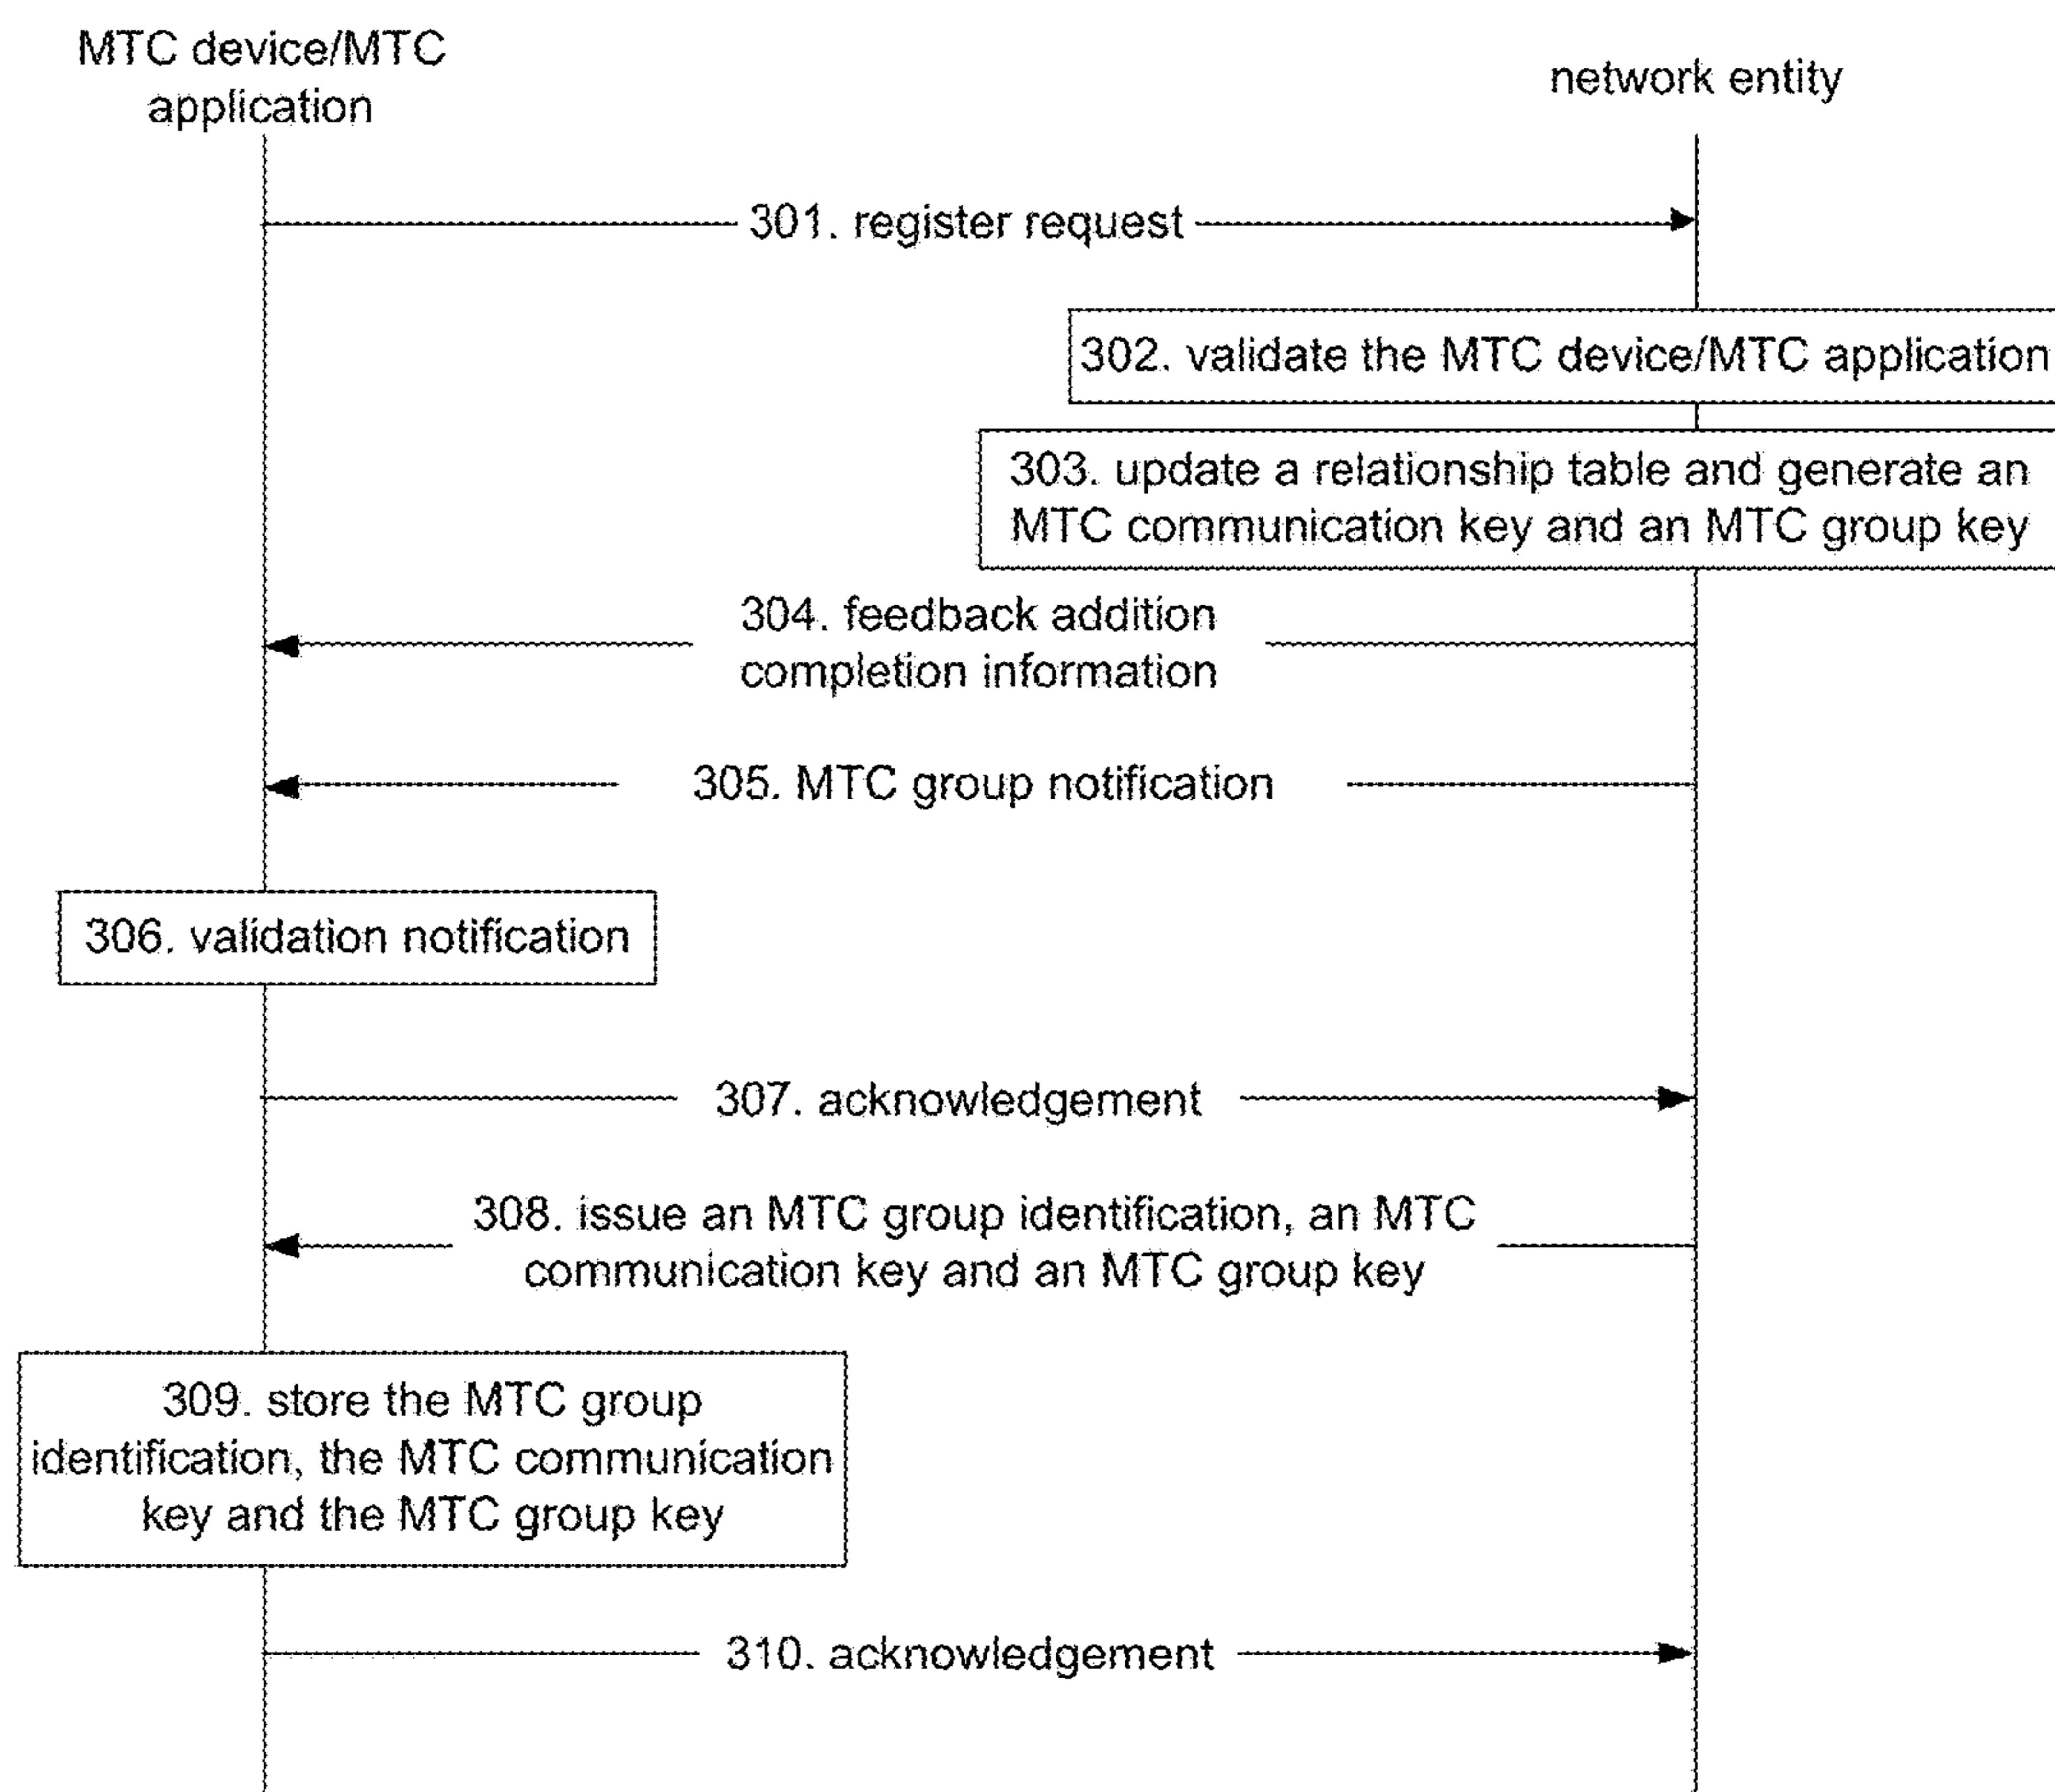 MTC device/MTC
application
network entity
301. register request
302. validate the MTC device/MTC application
303. update a relationship table and generate an
MTC communication key and an MTC group key
304. feedback addition
completion information
305. MTC group notification
306. validation notification
307. acknowledgement
308. issue an MTC group identification, an MTC
communication key and an MTC group key
309. store the MTC group
identification, the MTC communication
key and the MTC group key
310. acknowledgement